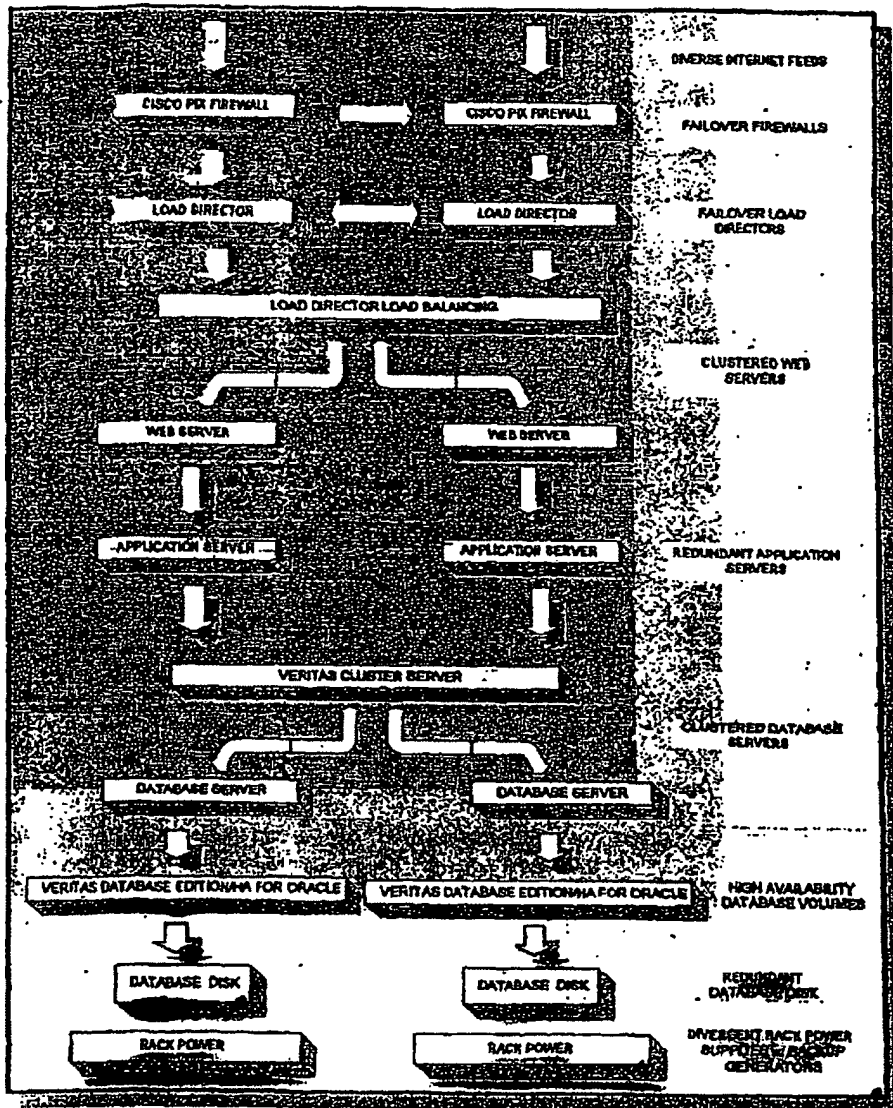 DIVERSE INTERNET FEEDS
CISCO PIX FIREWALL
CISCO PIX FIREWALL
FAILOVER FIREWALLS
LOAD DIRECTOR
LOAD DIRECTOR
FAILOVER LOAD
DIRECTORS
LOAD DIRECTOR LOAD BALANCING
CLUSTERED WEB
SERVERS
WEB SERVER
WEB SERVER
APPLICATION SERVER
APPLICATION SERVER
REDUNDANT APPLICATION
SERVERS
VERITAS CLUSTER SERVER
CLUSTERED DATABASE
SERVERS
DATABASE SERVER
DATABASE SERVER
VERITAS DATABASE EDITION/HA FOR ORACLE
VERITAS DATABASE EDITION/HA FOR ORACLE
HIGH AVAILABILITY
DATABASE VOLUMES
DATABASE DISK
DATABASE DISK
REDUNDANT
DATABASE DISK
RACK POWER
RACK POWER
DIVERGENT RACK POWER
BACKUP
GENERATORS